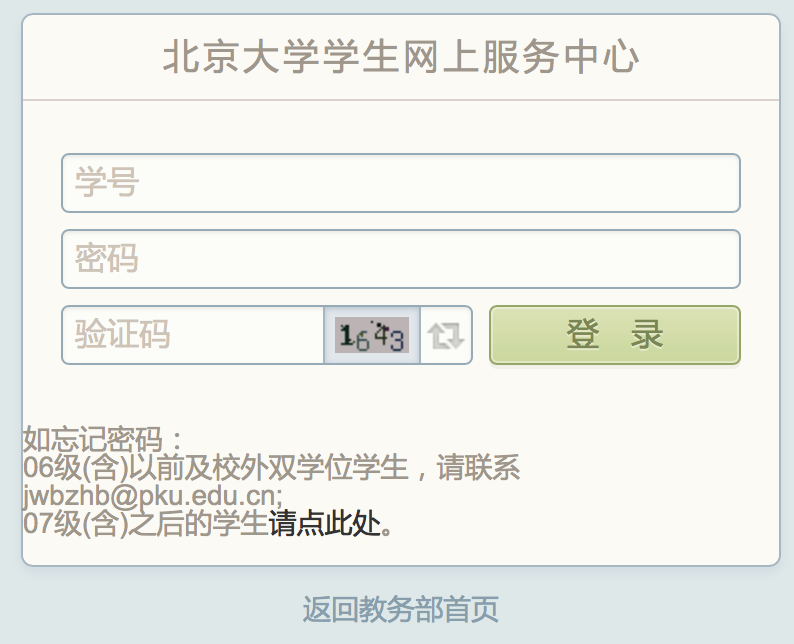 北京大学学生网上服务中心
学号
密码
验证码 1643 登 录
如忘记密码：
06级(含)以前及校外双学位学生，请联系
jwbzhb@pku.edu.cn;
07级(含)之后的学生请点此处。
返回教务部首页